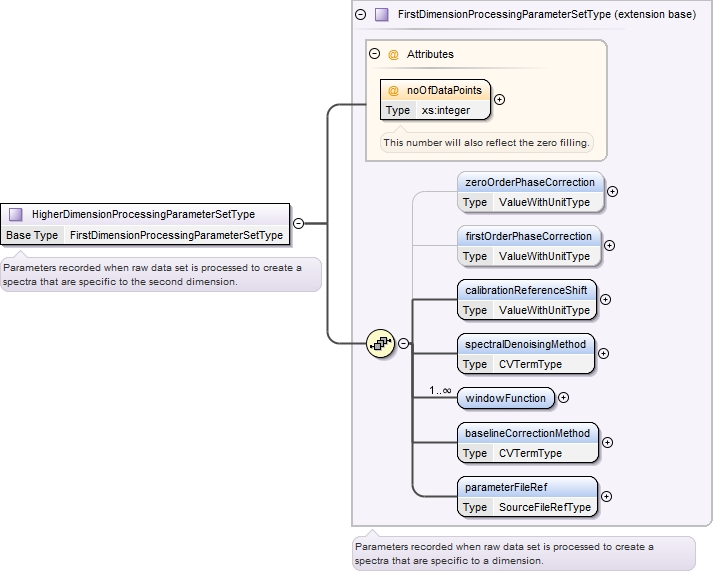 FirstDimensionProcessingParameterSetType (extension base)
@ Attributes
@ noOfDataPoints
Type xs:integer
This number will also reflect the zero filling.
HigherDimensionProcessingParameterSetType
Base Type FirstDimensionProcessingParameterSetType
Parameters recorded when raw data set is processed to create a
spectra that are specific to the second dimension.
zeroOrderPhaseCorrection
Type ValueWithUnitType
firstOrderPhaseCorrection
Type ValueWithUnitType
calibrationReferenceShift
Type ValueWithUnitType
spectralDenoisingMethod
Type CVTermType
1..∞
windowFunction
baselineCorrectionMethod
Type CVTermType
parameterFileRef
Type SourceFileRefType
Parameters recorded when raw data set is processed to create a
spectra that are specific to a dimension.